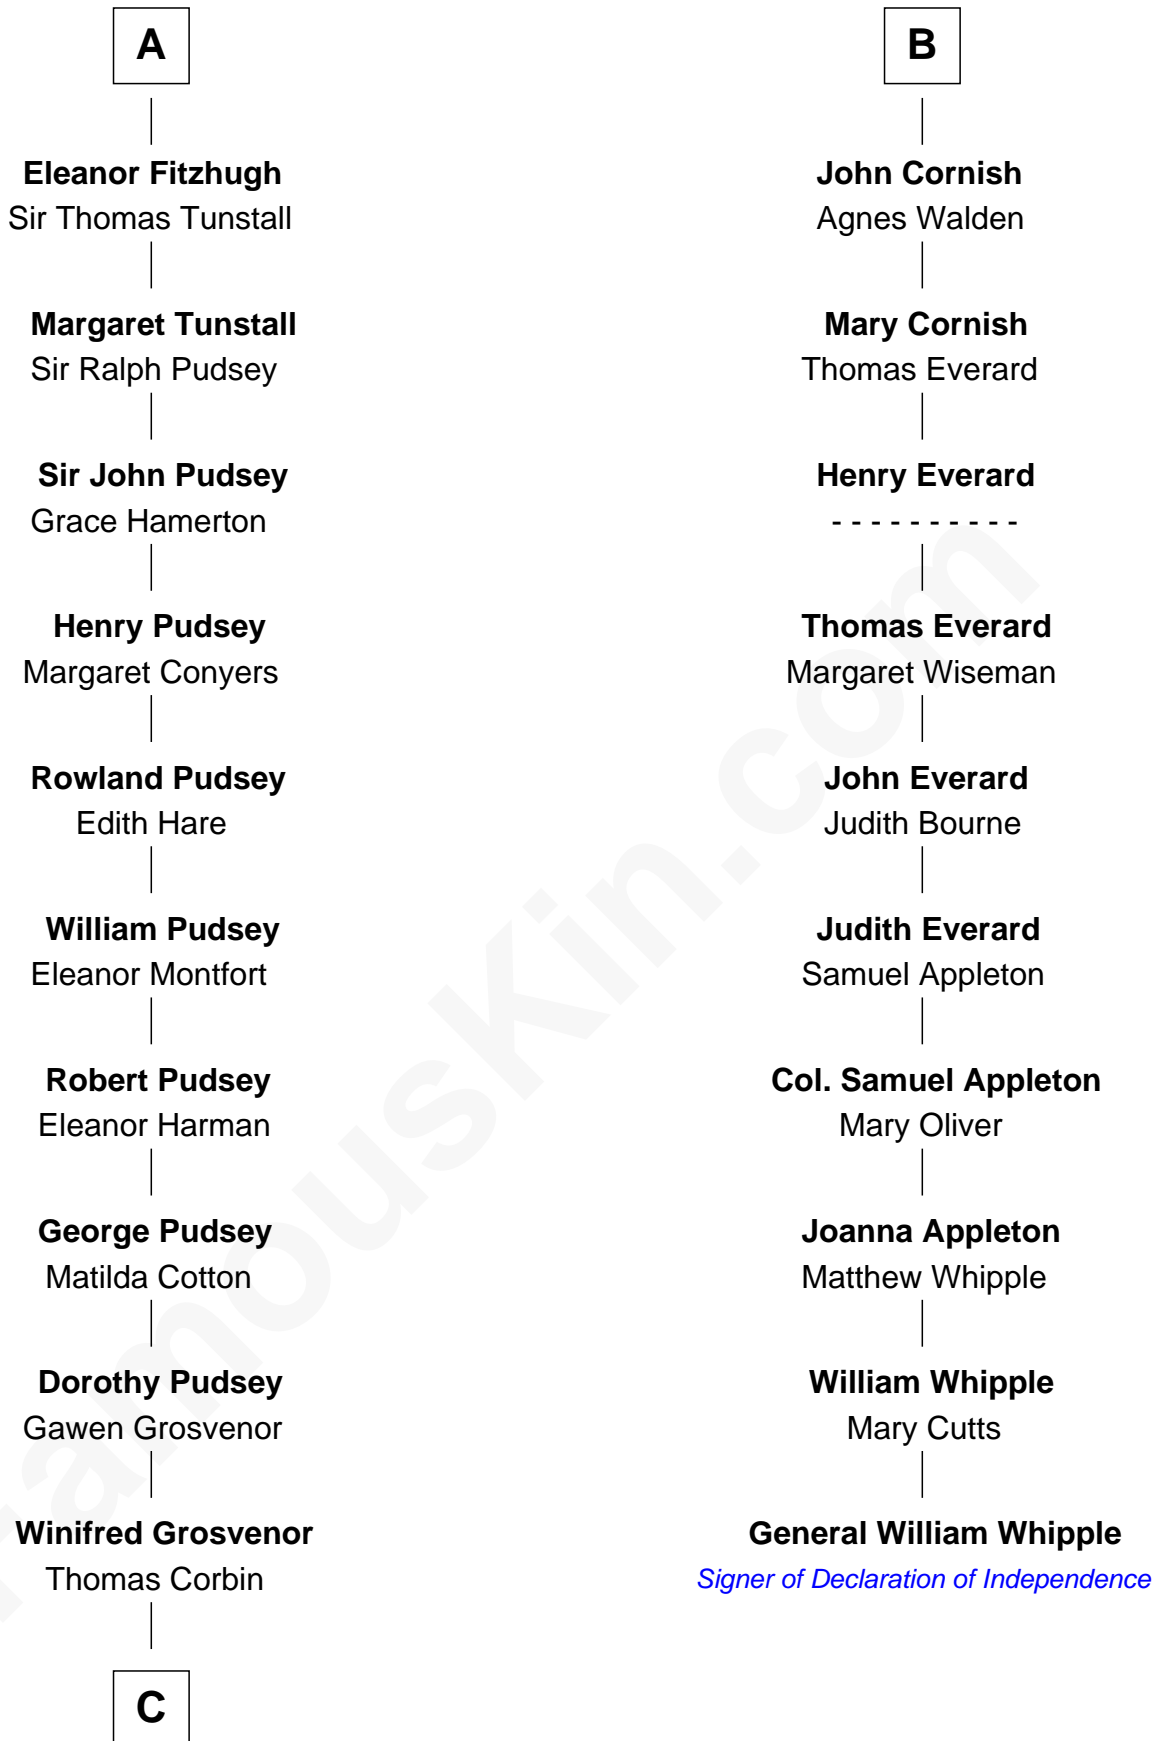 A
Eleanor Fitzhugh
Sir Thomas Tunstall
Margaret Tunstall
Sir Ralph Pudsey
Sir John Pudsey
Grace Hamerton
Henry Pudsey
Margaret Conyers
Rowland Pudsey
Edith Hare
William Pudsey
Eleanor Montfort
Robert Pudsey
Eleanor Harman
George Pudsey
Matilda Cotton
Dorothy Pudsey
Gawen Grosvenor
Winifred Grosvenor
Thomas Corbin
C
B
John Cornish
Agnes Walden
Mary Cornish
Thomas Everard
Henry Everard
- - - - - - - - - -
Thomas Everard
Margaret Wiseman
John Everard
Judith Bourne
Judith Everard
Samuel Appleton
Col. Samuel Appleton
Mary Oliver
Joanna Appleton
Matthew Whipple
William Whipple
Mary Cutts
General William Whipple
Signer of Declaration of Independence
FamousKin.com